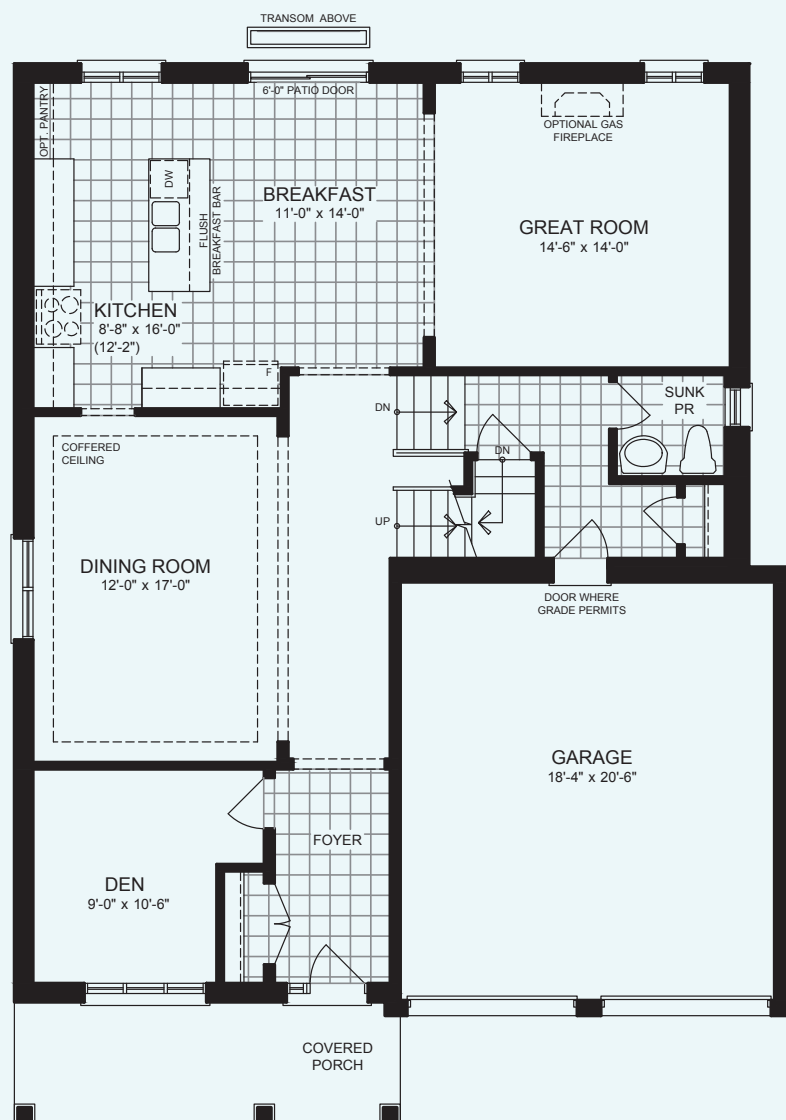 TRANSOM ABOVE
6'-0" PATIO DOOR
OPT. PANTRY
DW
FLUSH
BREAKFAST BAR
BREAKFAST
11'-0" x 14'-0"
OPTIONAL GAS
FIREPLACE
GREAT ROOM
14'-6" x 14'-0"
KITCHEN
8'-8" x 16'-0"
(12'-2")
F
DN
SUNK
PR
DN
UP
COFFERED
CEILING
DINING ROOM
12'-0" x 17'-0"
DOOR WHERE
GRADE PERMITS
GARAGE
18'-4" x 20'-6"
FOYER
DEN
9'-0" x 10'-6"
COVERED
PORCH